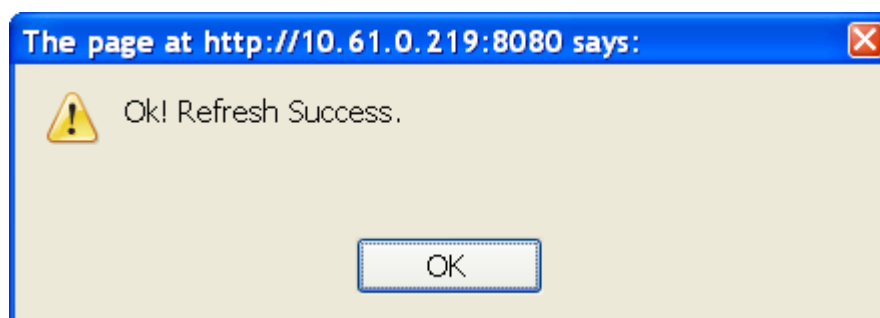 The page at http://10.61.0.219:8080 says:
Ok! Refresh Success.
OK